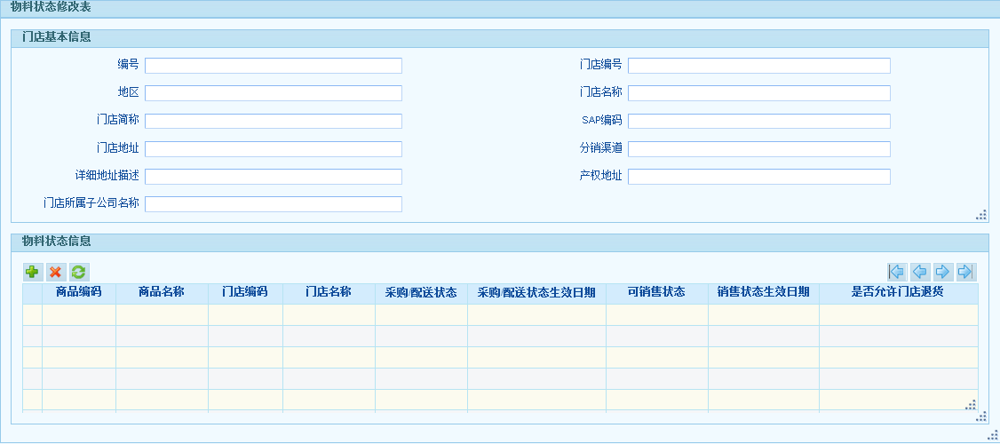 物料状态修改表
门店基本信息
编号 门店编号
地区 门店名称
门店简称 SAP编码
门店地址 分销渠道
详细地址描述 产权地址
门店所属子公司名称
物料状态信息
商品编码 商品名称 门店编码 门店名称 采购/配送状态 采购/配送状态生效日期 可销售状态 销售状态生效日期 是否允许门店退货